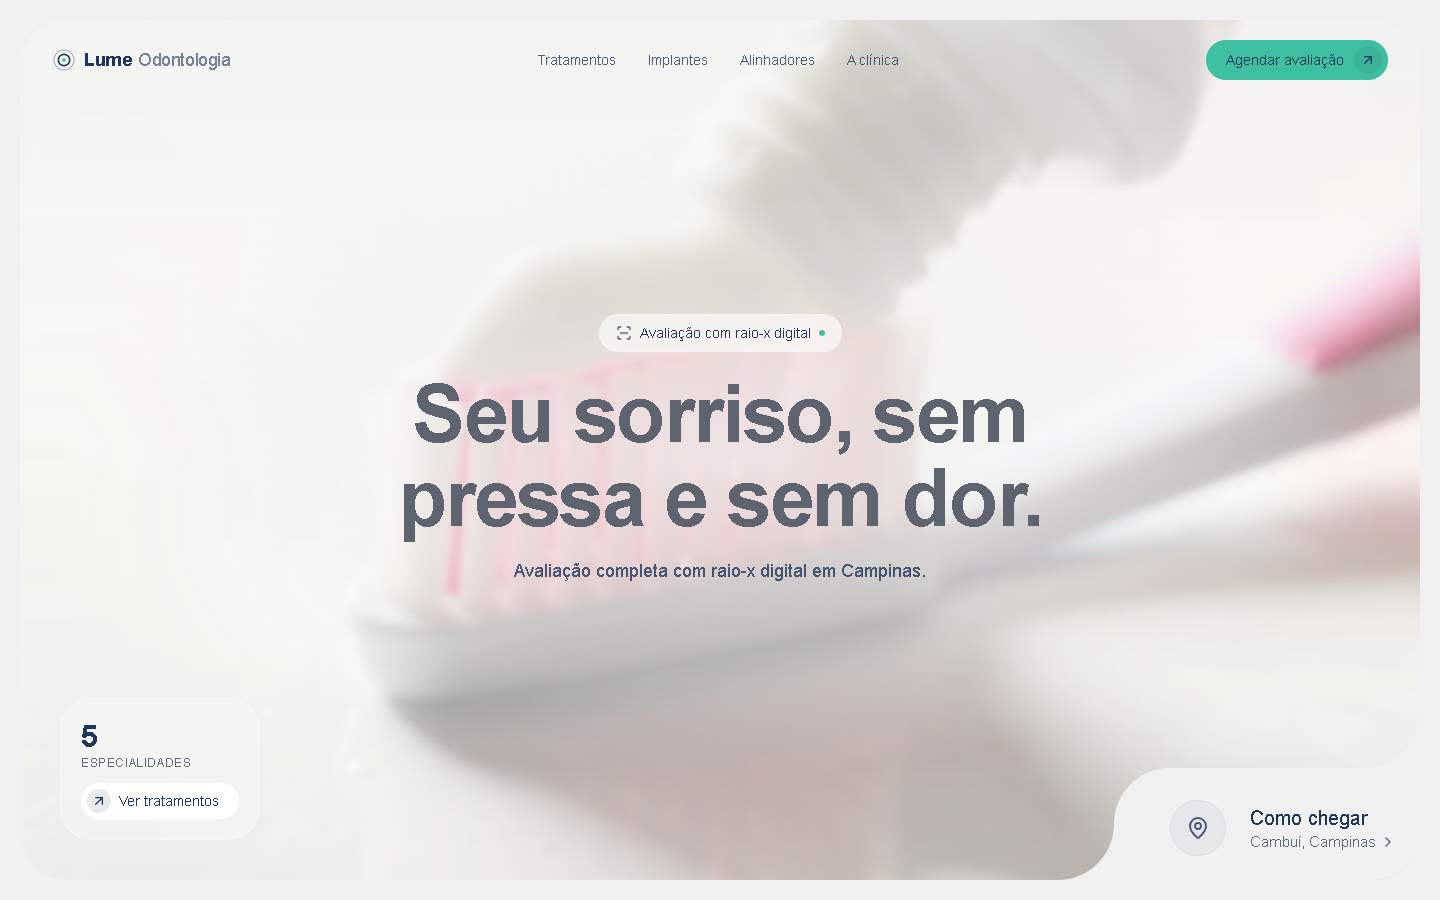 Lume Odontologia
Tratamentos
Implantes
Alinhadores
A clínica
Agendar avaliação
Avaliação com raio-x digital
Seu sorriso, sem
pressa e sem dor.
Avaliação completa com raio-x digital em Campinas.
5
ESPECIALIDADES
Ver tratamentos
Como chegar
Cambuí, Campinas